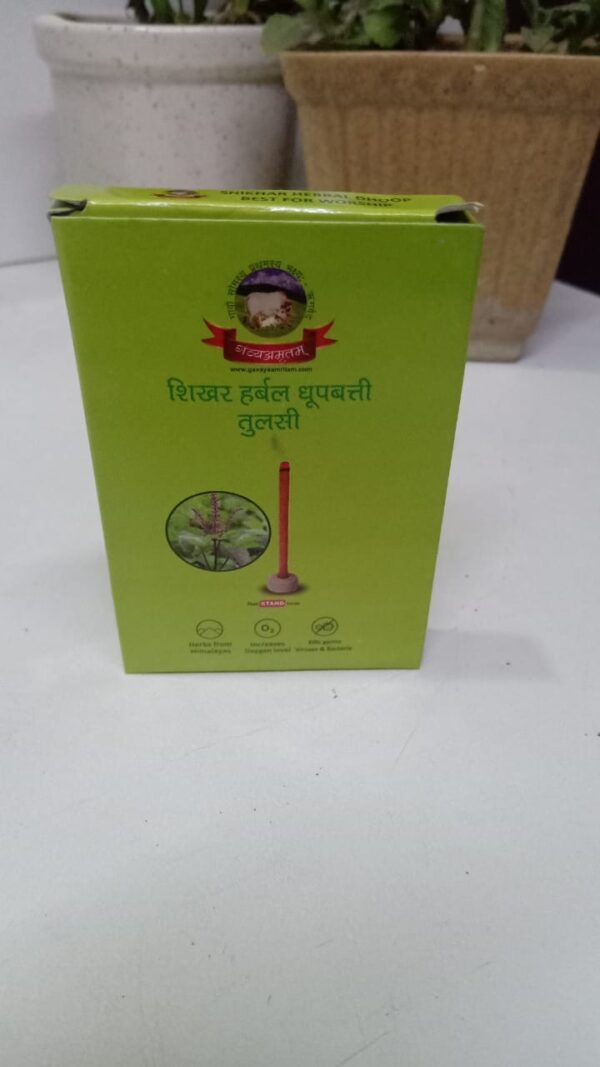 SHIKHAR HERBAL DHOOP
BEST FOR WORSHIP
गव्यअमृतम्
www.gavyaamritam.com
शिखर हर्बल धूपबत्ती
तुलसी
STAND
O₂
Herbs from
Himalayas
Increases
Oxygen level
Kills germs
Viruses & Bacteria